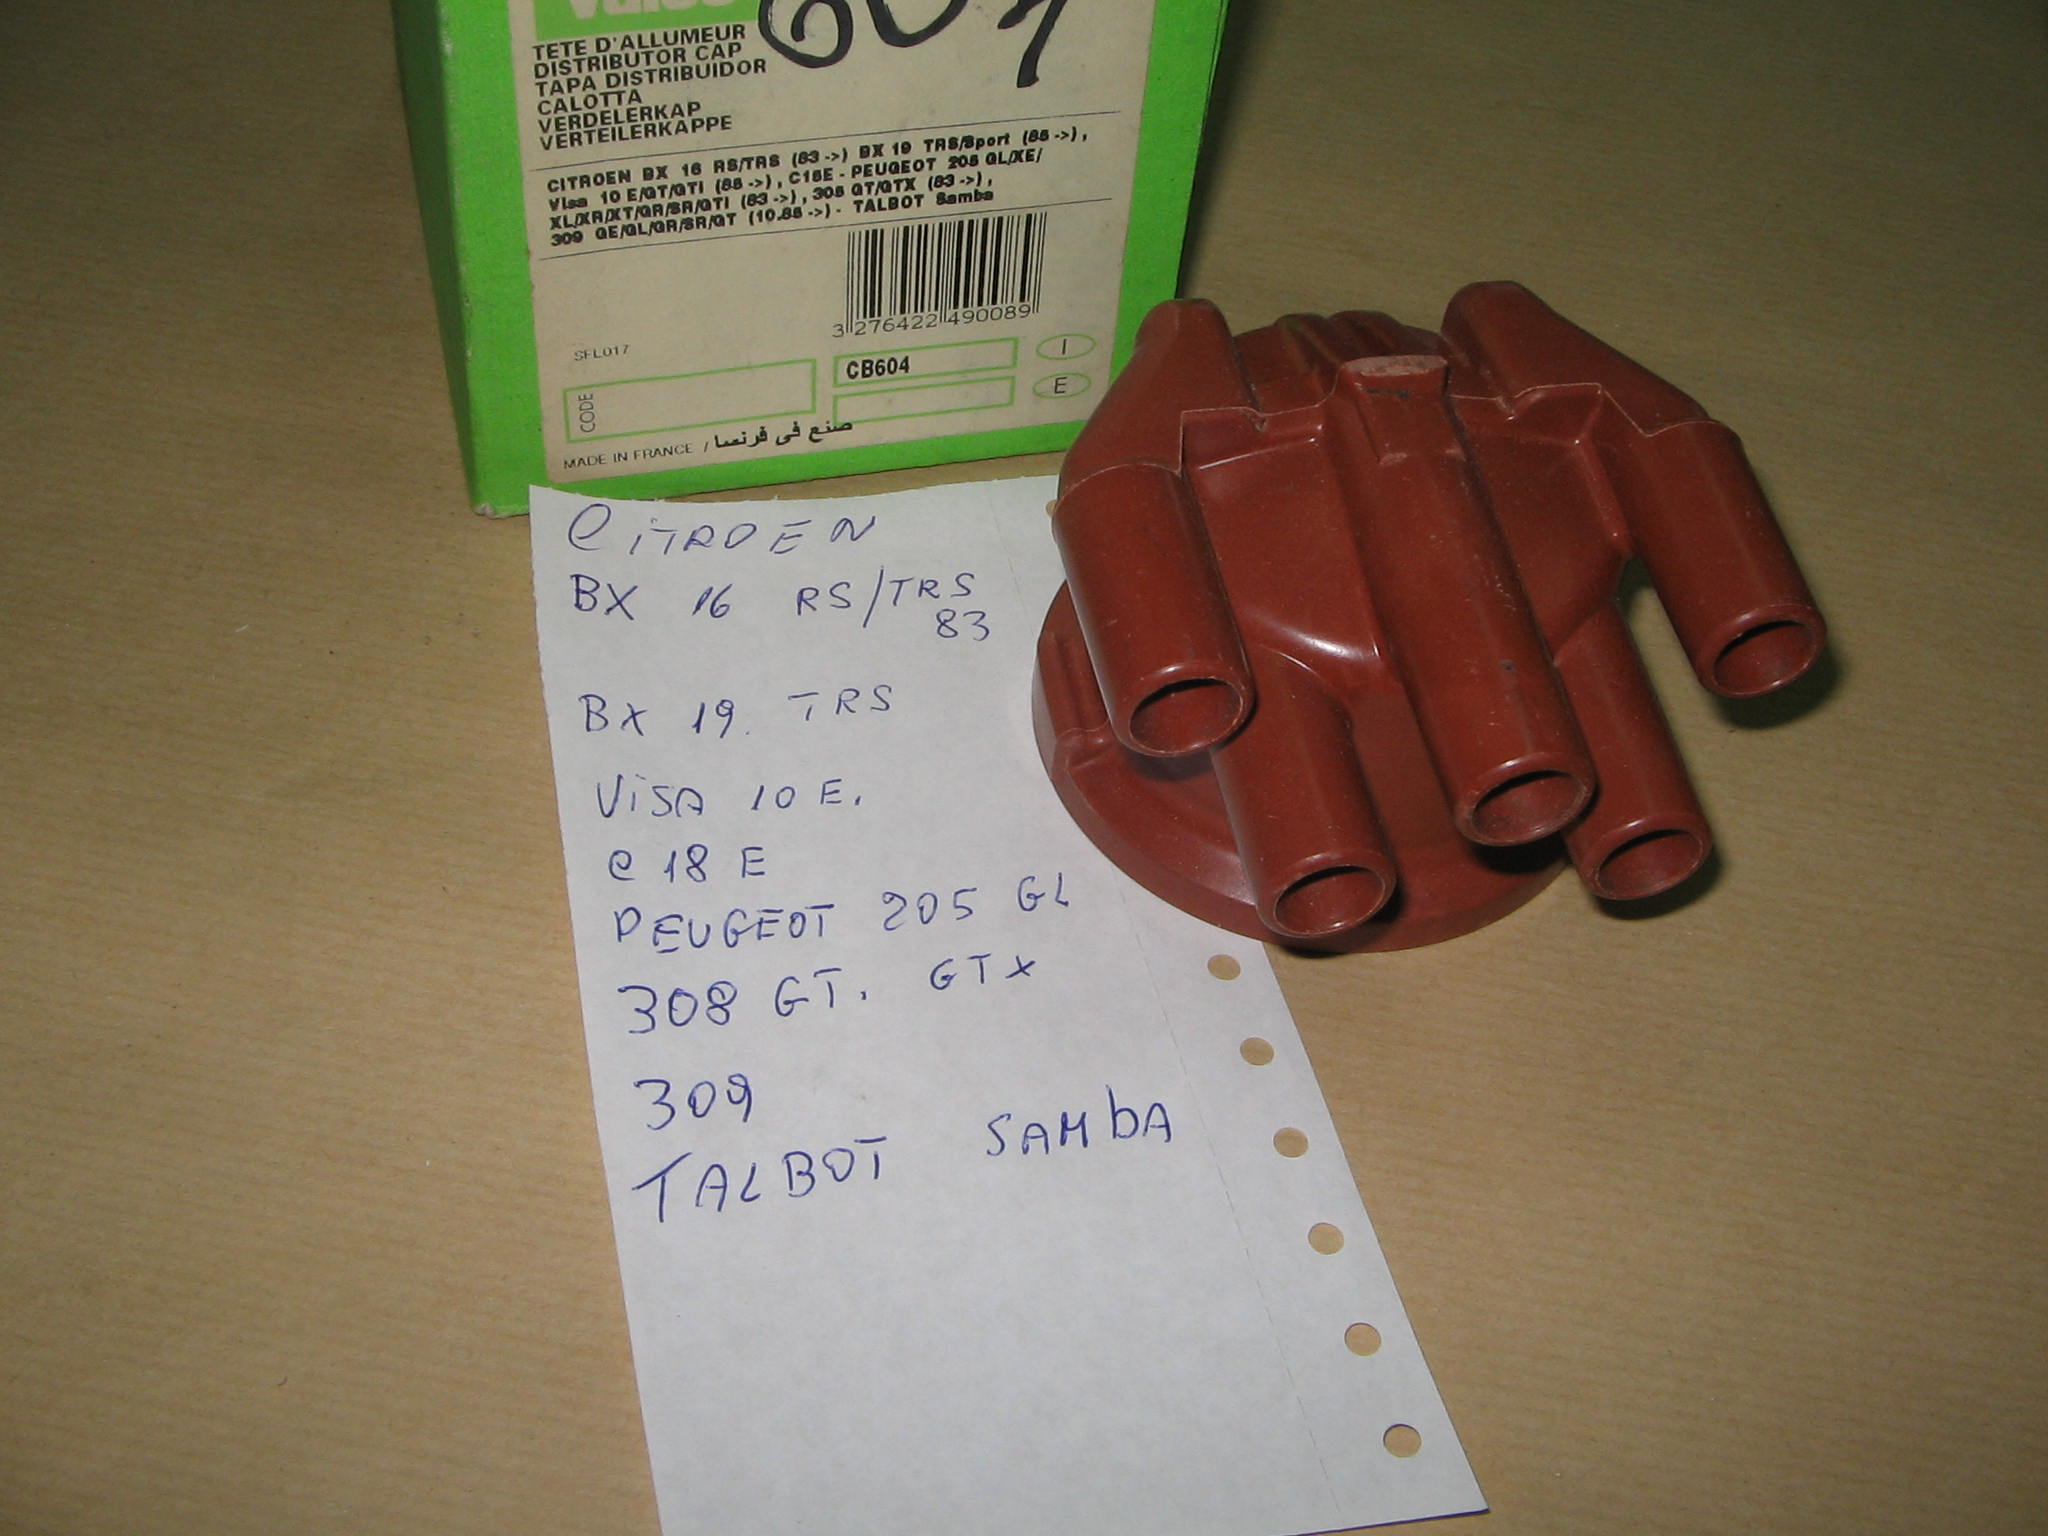 Valeo
604
TETE D'ALLUMEUR
DISTRIBUTOR CAP
TAPA DISTRIBUIDOR
CALOTTA
VERDELERKAP
VERTEILERKAPPE
CITROEN BX 16 RS/TRS (83->) BX 19 TRS/Sport (85->),
Visa 10 E/GT/GTI (85->), C15E - PEUGEOT 205 GL/XE/
XL/XR/XT/GR/SR/GTI (83->), 305 GT/GTX (83->),
309 GE/GL/GR/SR/GT (10.85->) - TALBOT Samba
3 276422 490089
SFL017
CB604
I
E
CODE
MADE IN FRANCE / صنع فى فرنسا
CITROEN
BX 16 RS/TRS
83
BX 19. TRS
VISA 10 E.
C 18 E
PEUGEOT 205 GL
308 GT. GTX
309
TALBOT SAMBA